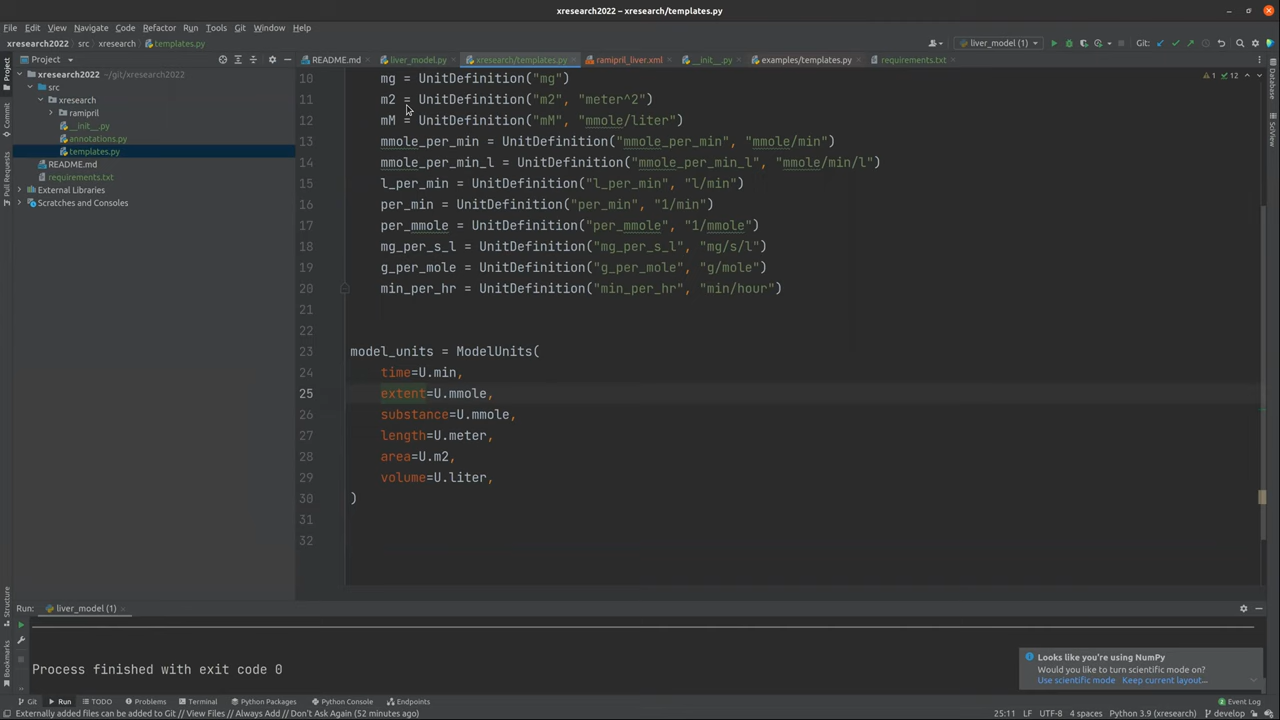 xresearch2022 – xresearch/templates.py
File Edit View Navigate Code Refactor Run Tools Git Window Help
xresearch2022 src xresearch templates.py liver_model (1) Git:
Project README.md liver_model.py xresearch/templates.py ramipril_liver.xml __init__.py examples/templates.py requirements.txt
xresearch2022 ~/git/xresearch2022
src
xresearch
ramipril
__init__.py
annotations.py
templates.py
README.md
requirements.txt
External Libraries
Scratches and Consoles
Project
Commit
Pull Requests
Structure
Bookmarks
Database
SciView
1 12
10 mg = UnitDefinition("mg")
11 m2 = UnitDefinition("m2", "meter^2")
12 mM = UnitDefinition("mM", "mmole/liter")
13 mmole_per_min = UnitDefinition("mmole_per_min", "mmole/min")
14 mmole_per_min_l = UnitDefinition("mmole_per_min_l", "mmole/min/l")
15 l_per_min = UnitDefinition("l_per_min", "l/min")
16 per_min = UnitDefinition("per_min", "1/min")
17 per_mmole = UnitDefinition("per_mmole", "1/mmole")
18 mg_per_s_l = UnitDefinition("mg_per_s_l", "mg/s/l")
19 g_per_mole = UnitDefinition("g_per_mole", "g/mole")
20 min_per_hr = UnitDefinition("min_per_hr", "min/hour")
21
22
23 model_units = ModelUnits(
24 time=U.min,
25 extent=U.mmole,
26 substance=U.mmole,
27 length=U.meter,
28 area=U.m2,
29 volume=U.liter,
30 )
31
32
Run: liver_model (1)
Process finished with exit code 0
Looks like you're using NumPy
Would you like to turn scientific mode on?
Use scientific mode Keep current layout...
Git Run TODO Problems Terminal Python Packages Python Console Endpoints Event Log
Externally added files can be added to Git // View Files // Always Add // Don't Ask Again (52 minutes ago) 25:11 LF UTF-8 4 spaces Python 3.9 (xresearch) develop